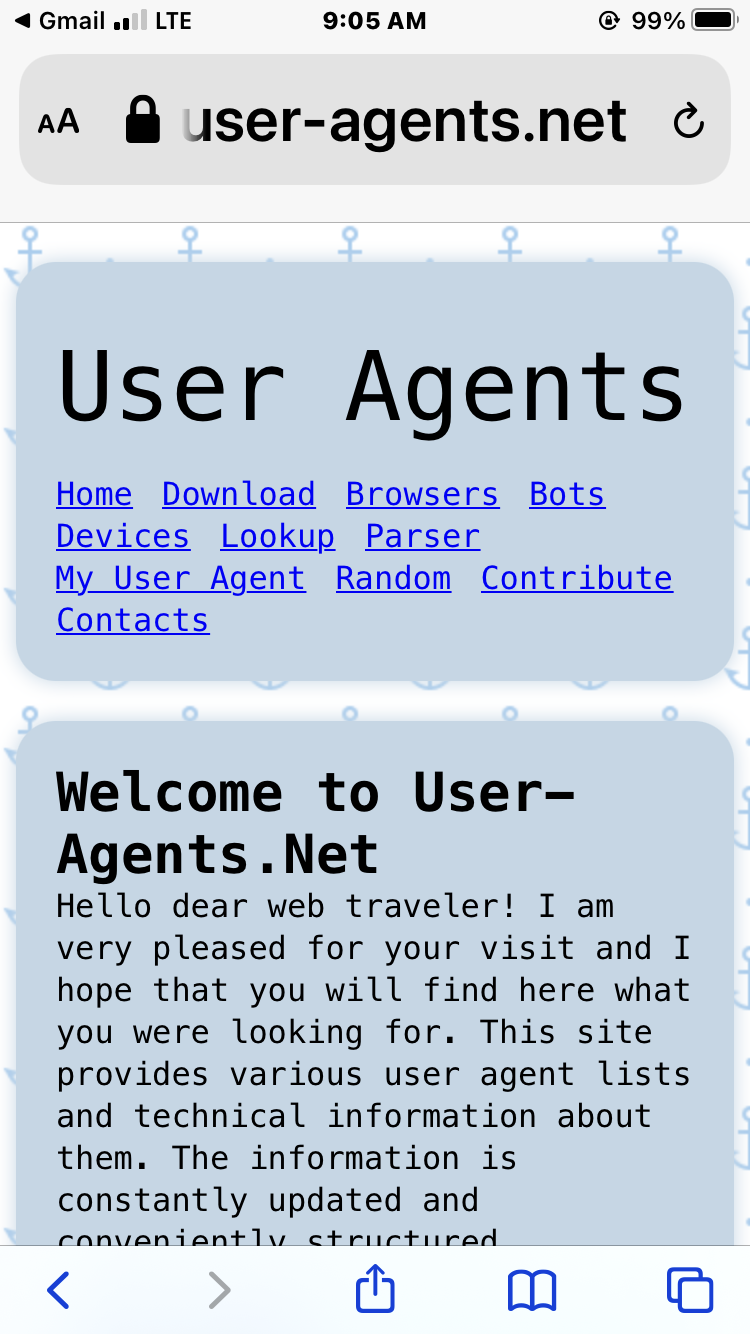 Gmail LTE 9:05 AM 99%
AA user-agents.net
User Agents
Home Download Browsers Bots
Devices Lookup Parser
My User Agent Random Contribute
Contacts
Welcome to User-
Agents.Net
Hello dear web traveler! I am
very pleased for your visit and I
hope that you will find here what
you were looking for. This site
provides various user agent lists
and technical information about
them. The information is
constantly updated and
conveniently structured